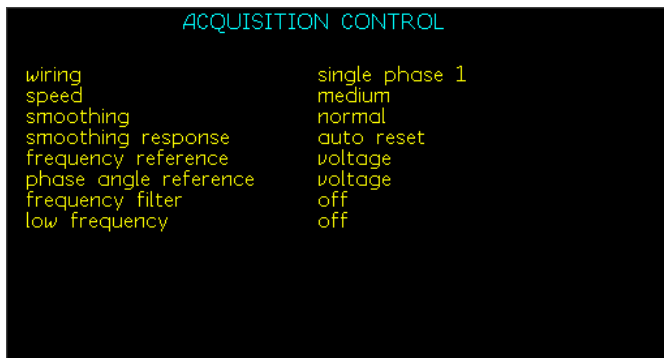 ACQUISITION CONTROL
wiring single phase 1
speed medium
smoothing normal
smoothing response auto reset
frequency reference voltage
phase angle reference voltage
frequency filter off
low frequency off